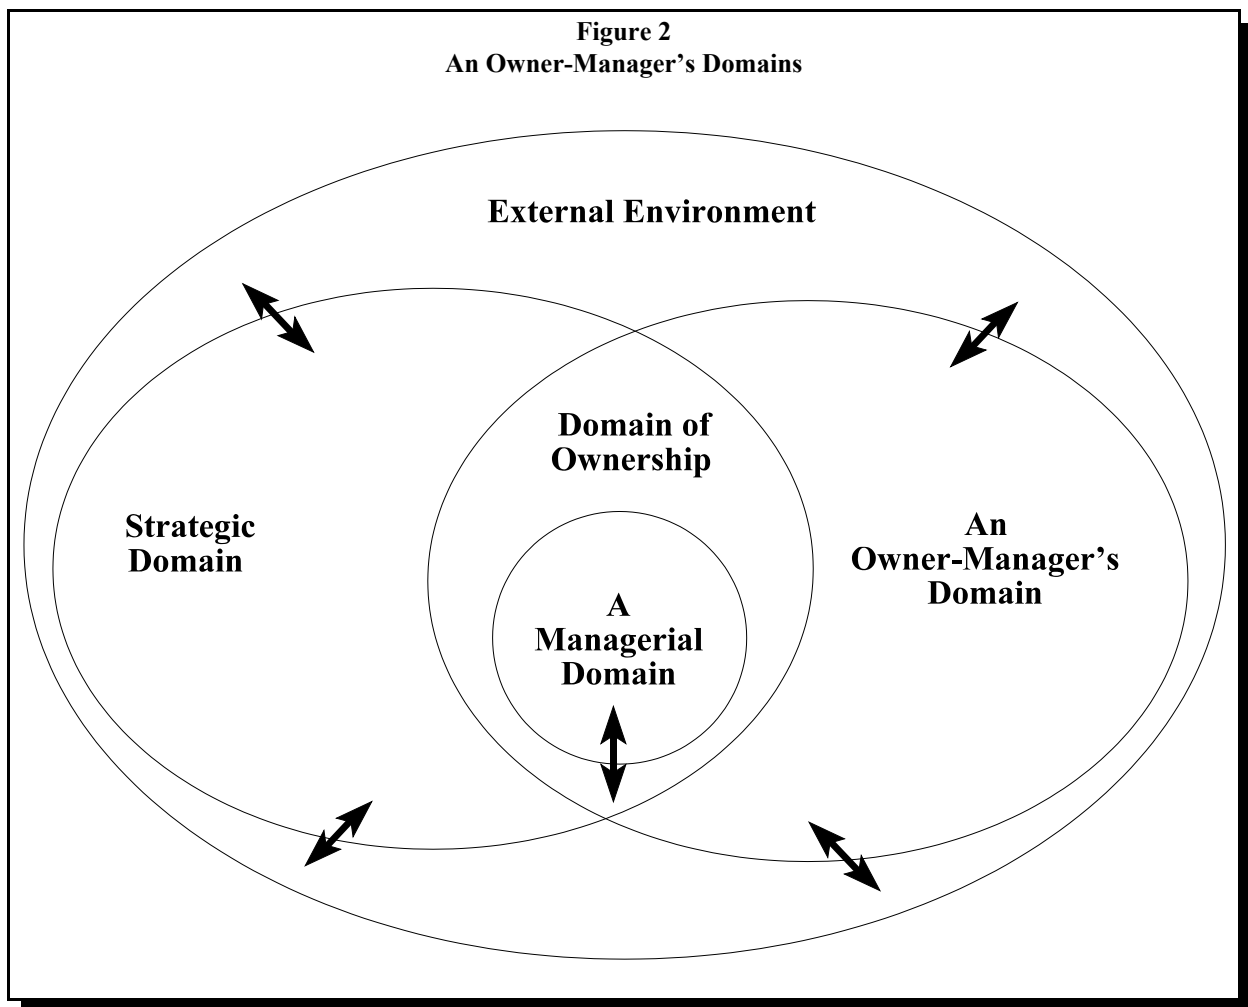 Figure 2
An Owner-Manager’s Domains
External Environment
Domain of
Ownership
Strategic
Domain
An
Owner-Manager’s
Domain
A
Managerial
Domain